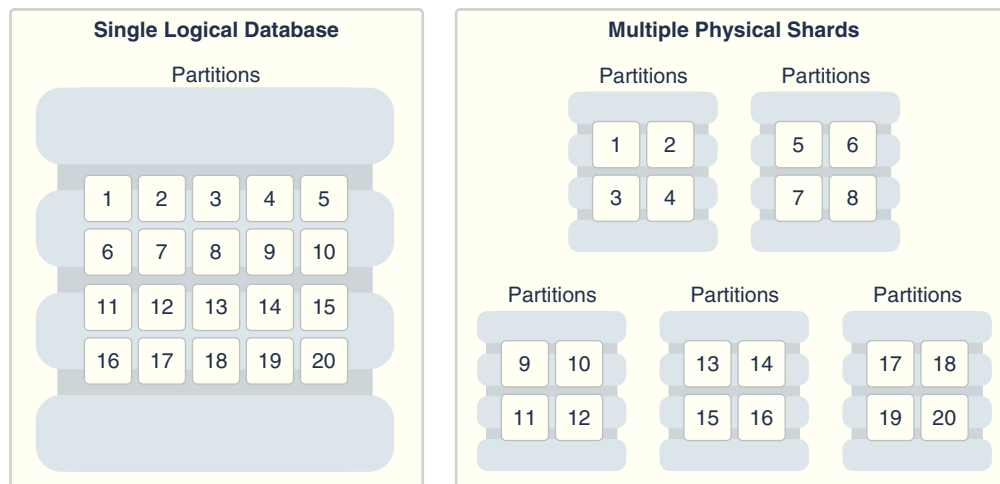 Single Logical Database
Partitions
1 2 3 4 5
6 7 8 9 10
11 12 13 14 15
16 17 18 19 20
Multiple Physical Shards
Partitions
1 2
3 4
Partitions
5 6
7 8
Partitions
9 10
11 12
Partitions
13 14
15 16
Partitions
17 18
19 20